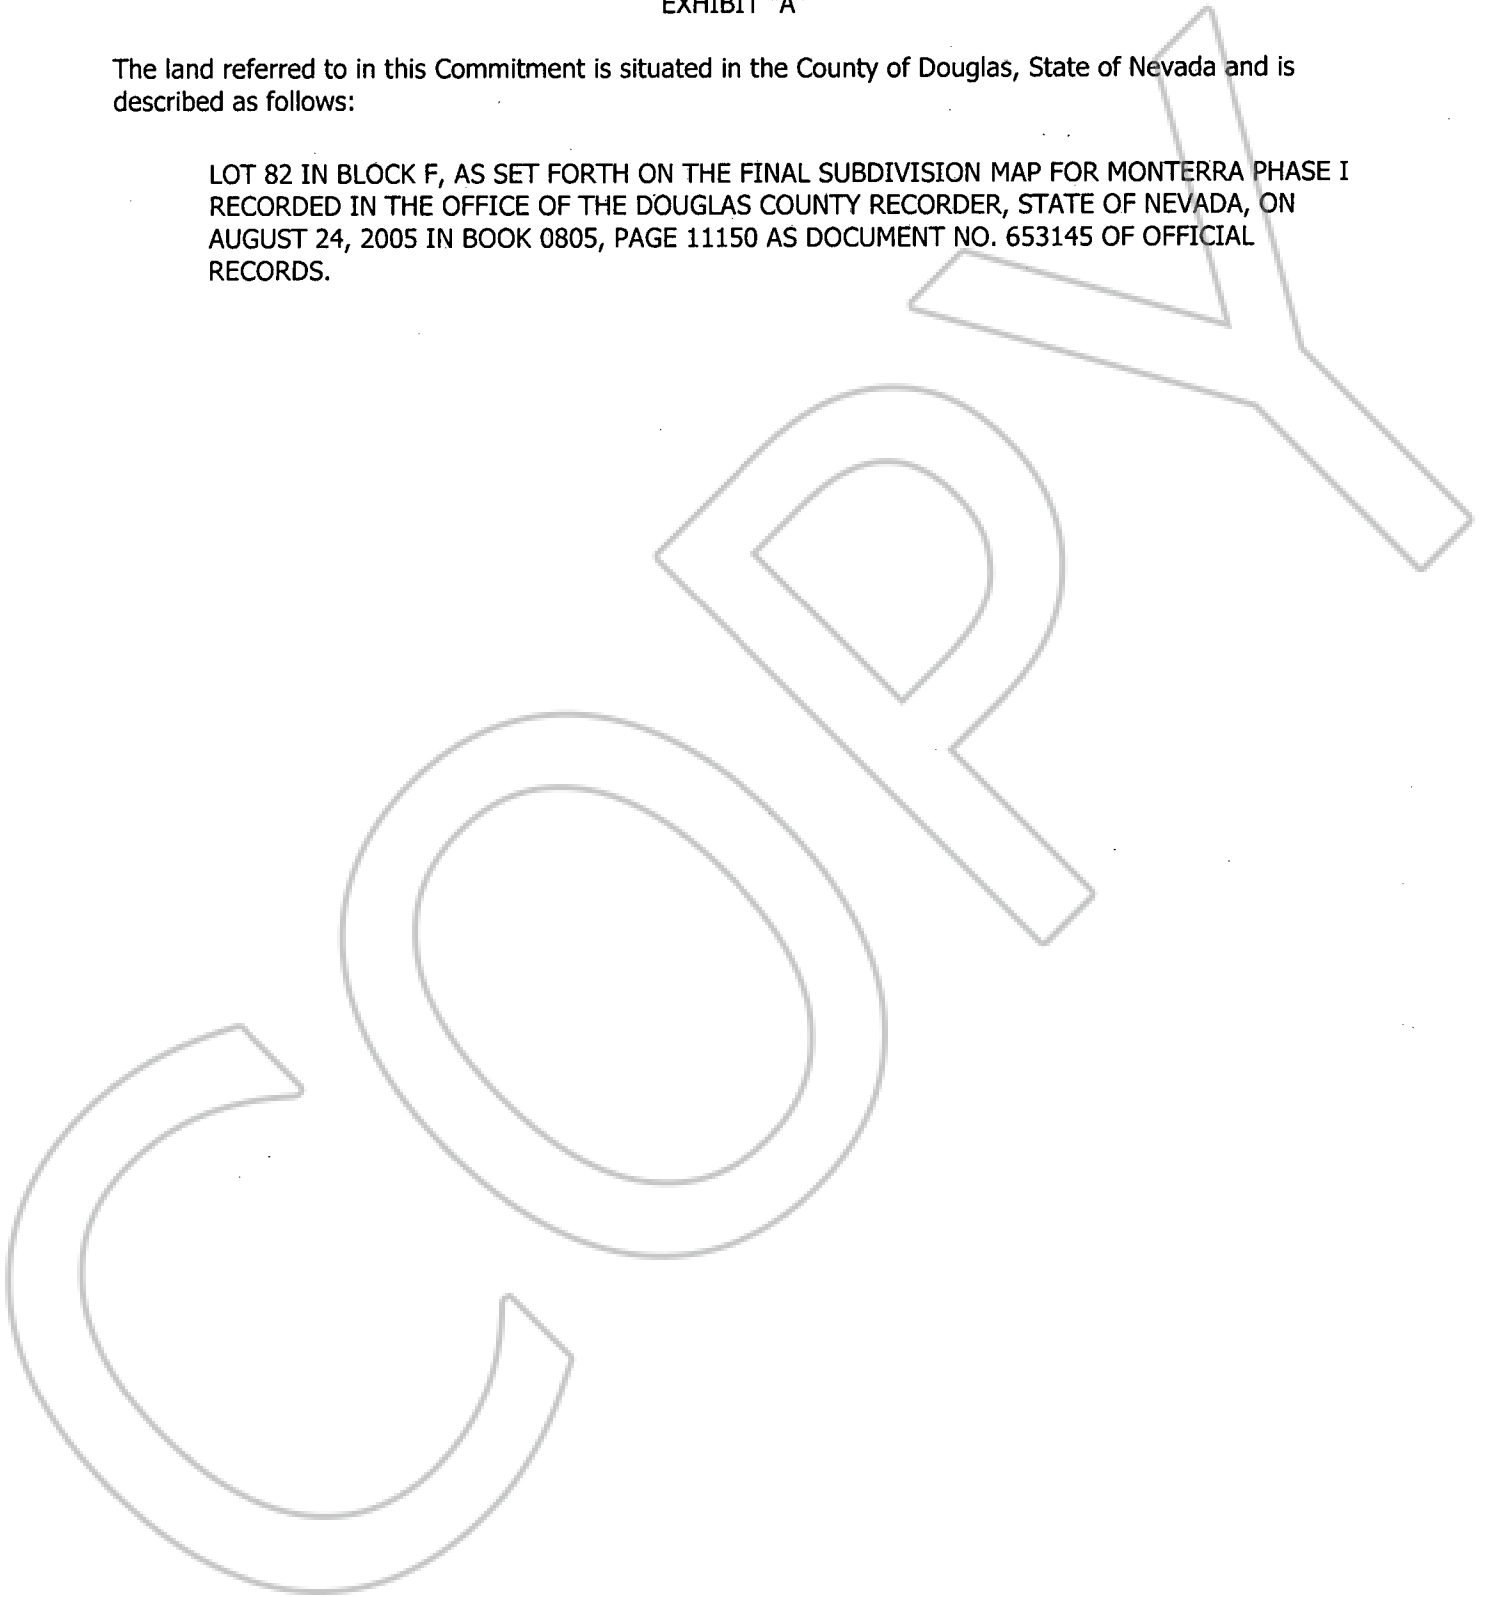 EXHIBIT "A"
The land referred to in this Commitment is situated in the County of Douglas, State of Nevada and is
described as follows:
LOT 82 IN BLOCK F, AS SET FORTH ON THE FINAL SUBDIVISION MAP FOR MONTERRA PHASE I
RECORDED IN THE OFFICE OF THE DOUGLAS COUNTY RECORDER, STATE OF NEVADA, ON
AUGUST 24, 2005 IN BOOK 0805, PAGE 11150 AS DOCUMENT NO. 653145 OF OFFICIAL
RECORDS.
COPY